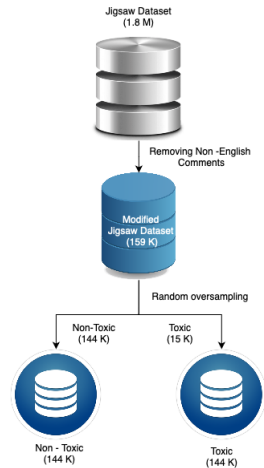 Jigsaw Dataset
(1.8 M)
Removing Non -English
Comments
Modified
Jigsaw Dataset
(159 K)
Random oversampling
Non-Toxic
(144 K)
Toxic
(15 K)
Non - Toxic
(144 K)
Toxic
(144 K)